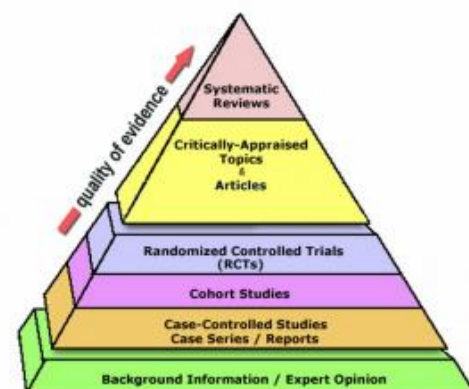 quality of evidence
Systematic
Reviews
Critically-Appraised
Topics
&
Articles
Randomized Controlled Trials
(RCTs)
Cohort Studies
Case-Controlled Studies
Case Series / Reports
Background Information / Expert Opinion